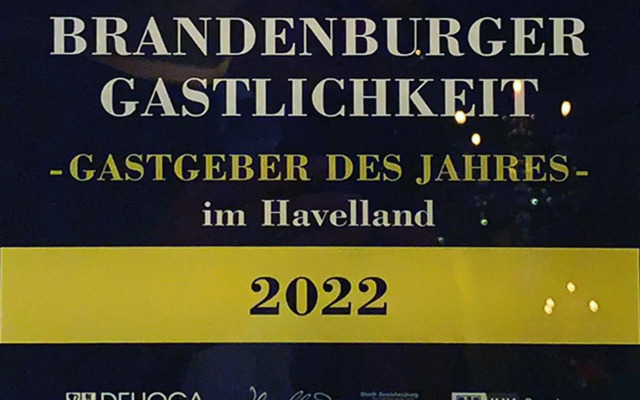 BRANDENBURGER
GASTLICHKEIT
-GASTGEBER DES JAHRES-
im Havelland
2022
DEHOGA